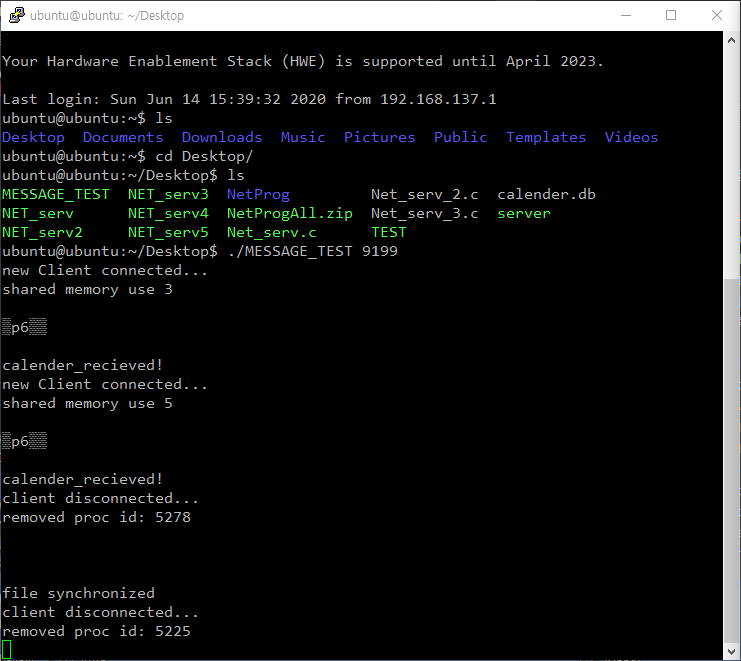 ubuntu@ubuntu: ~/Desktop
Your Hardware Enablement Stack (HWE) is supported until April 2023.
Last login: Sun Jun 14 15:39:32 2020 from 192.168.137.1
ubuntu@ubuntu:~$ ls
Desktop  Documents  Downloads  Music  Pictures  Public  Templates  Videos
ubuntu@ubuntu:~$ cd Desktop/
ubuntu@ubuntu:~/Desktop$ ls
MESSAGE_TEST  NET_serv3  NetProg        Net_serv_2.c  calender.db
NET_serv      NET_serv4  NetProgAll.zip  Net_serv_3.c  server
NET_serv2     NET_serv5  Net_serv.c      TEST
ubuntu@ubuntu:~/Desktop$ ./MESSAGE_TEST 9199
new Client connected...
shared memory use 3
▒p6▒▒
calender_recieved!
new Client connected...
shared memory use 5
▒p6▒▒
calender_recieved!
client disconnected...
removed proc id: 5278
file synchronized
client disconnected...
removed proc id: 5225